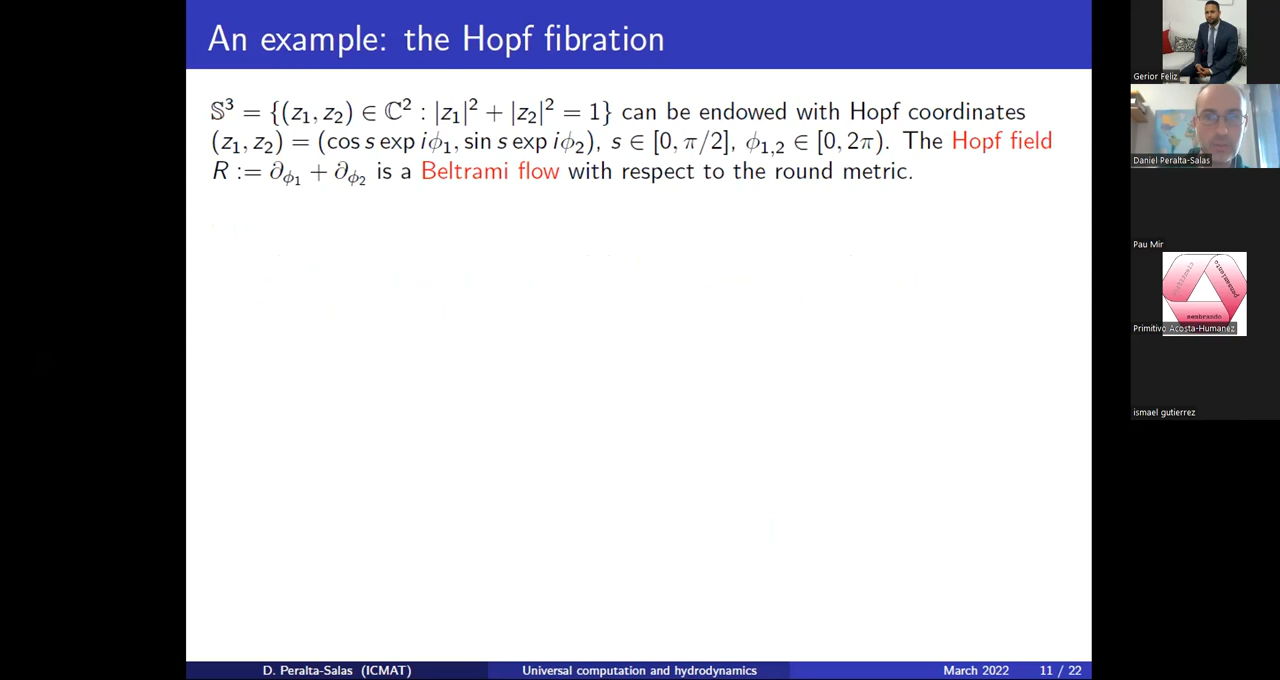 An example: the Hopf fibration
𝕊³ = {(z₁, z₂) ∈ ℂ² : |z₁|² + |z₂|² = 1} can be endowed with Hopf coordinates
(z₁, z₂) = (cos s exp iϕ₁, sin s exp iϕ₂), s ∈ [0, π/2], ϕ₁,₂ ∈ [0, 2π). The Hopf field
R := ∂ϕ₁ + ∂ϕ₂ is a Beltrami flow with respect to the round metric.
D. Peralta-Salas (ICMAT) Universal computation and hydrodynamics March 2022 11 / 22
Gerior Feliz
Daniel Peralta-Salas
Pau Mir
pensamiento
sembrando
Primitivo Acosta-Humanez
ismael gutierrez